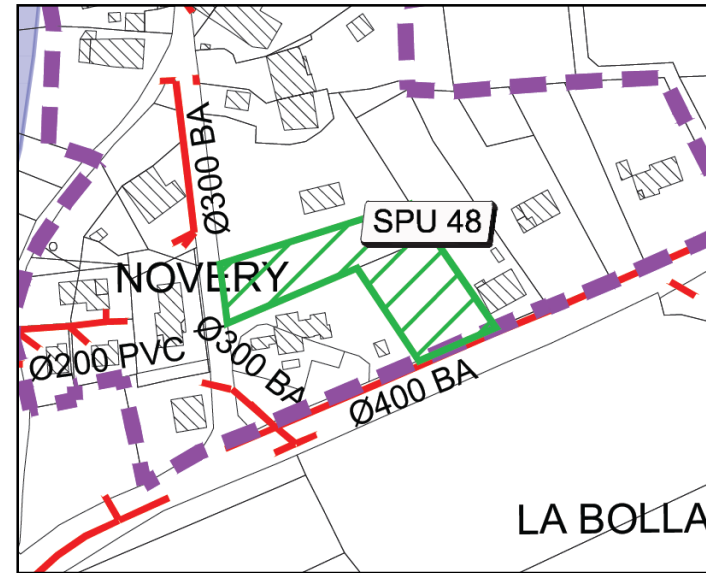 Ø300 BA
SPU 48
NOVERY
Ø200 PVC
Ø300 BA
Ø400 BA
LA BOLLA